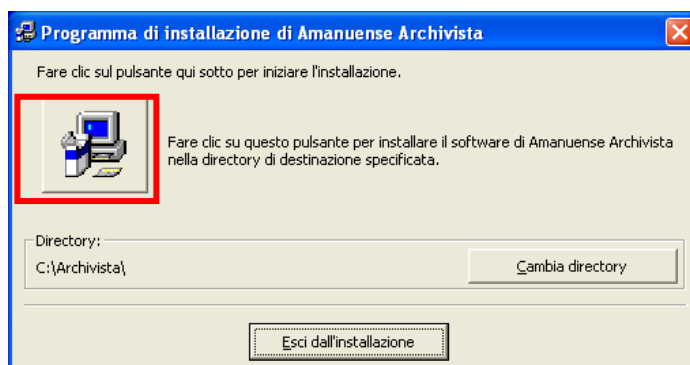 Programma di installazione di Amanuense Archivista
Fare clic sul pulsante qui sotto per iniziare l'installazione.
Fare clic su questo pulsante per installare il software di Amanuense Archivista
nella directory di destinazione specificata.
Directory:
C:\Archivista\
Cambia directory
Esci dall'installazione